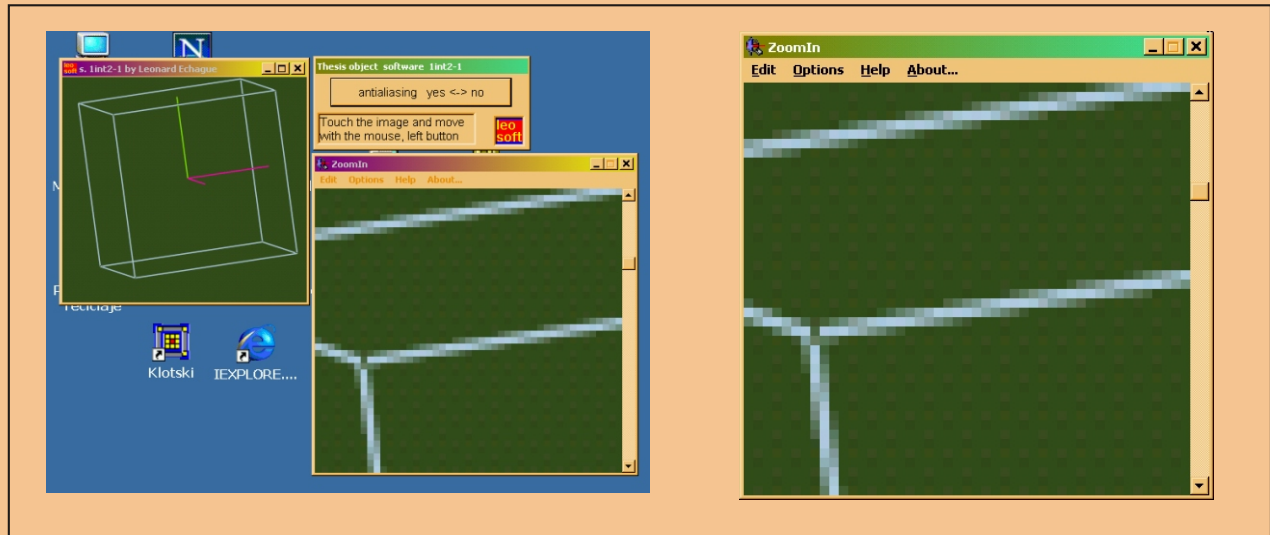 N
leo
soft
s. 1int2-1 by Leonard Echague
Thesis object software 1int2-1
antialiasing yes <-> no
Touch the image and move
with the mouse, left button
leo
soft
ZoomIn
Edit Options Help About...
reciclaje
Klotski
IEXPLORE....
ZoomIn
Edit Options Help About...